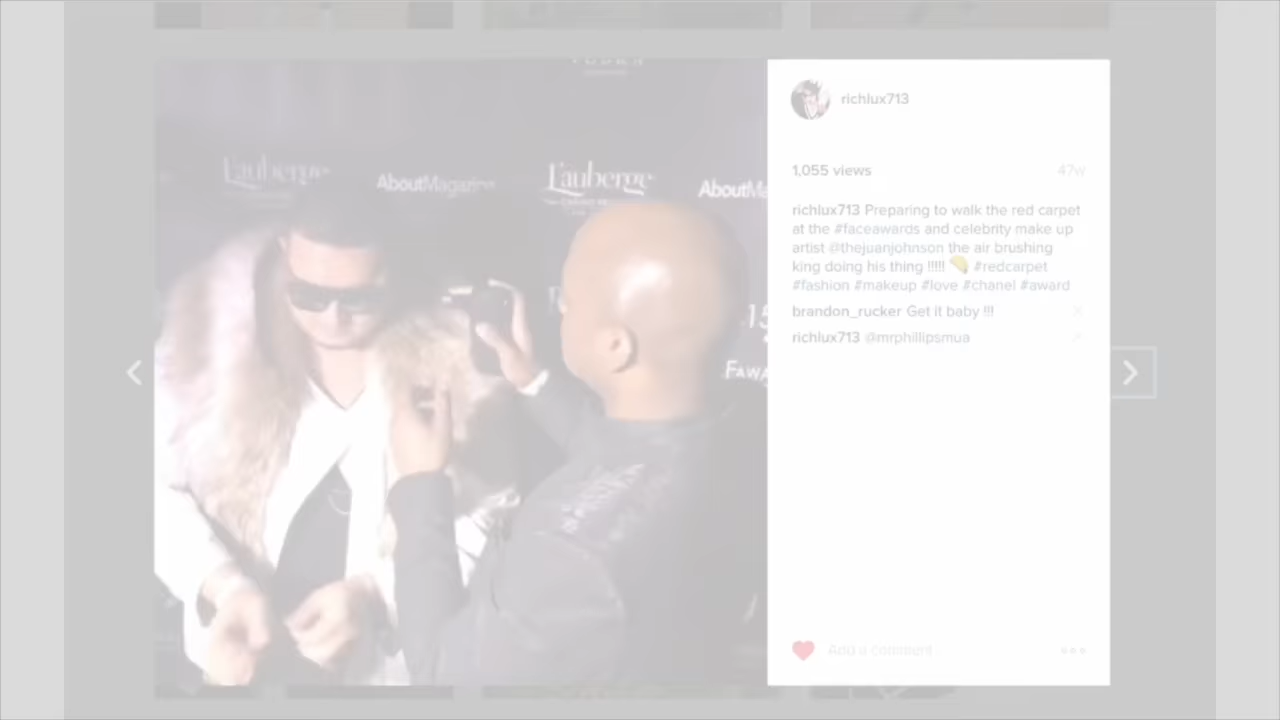 richlux713
1,055 views
47w
richlux713 Preparing to walk the red carpet
at the #faceawards and celebrity make up
artist @thejuanjohnson the air brushing
king doing his thing !!!!! #redcarpet
#fashion #makeup #love #chanel #award
brandon_rucker Get it baby !!!
richlux713 @mrphillipsmua
Add a comment
L'auberge
AboutMagazine
L'auberge
AboutMa
15